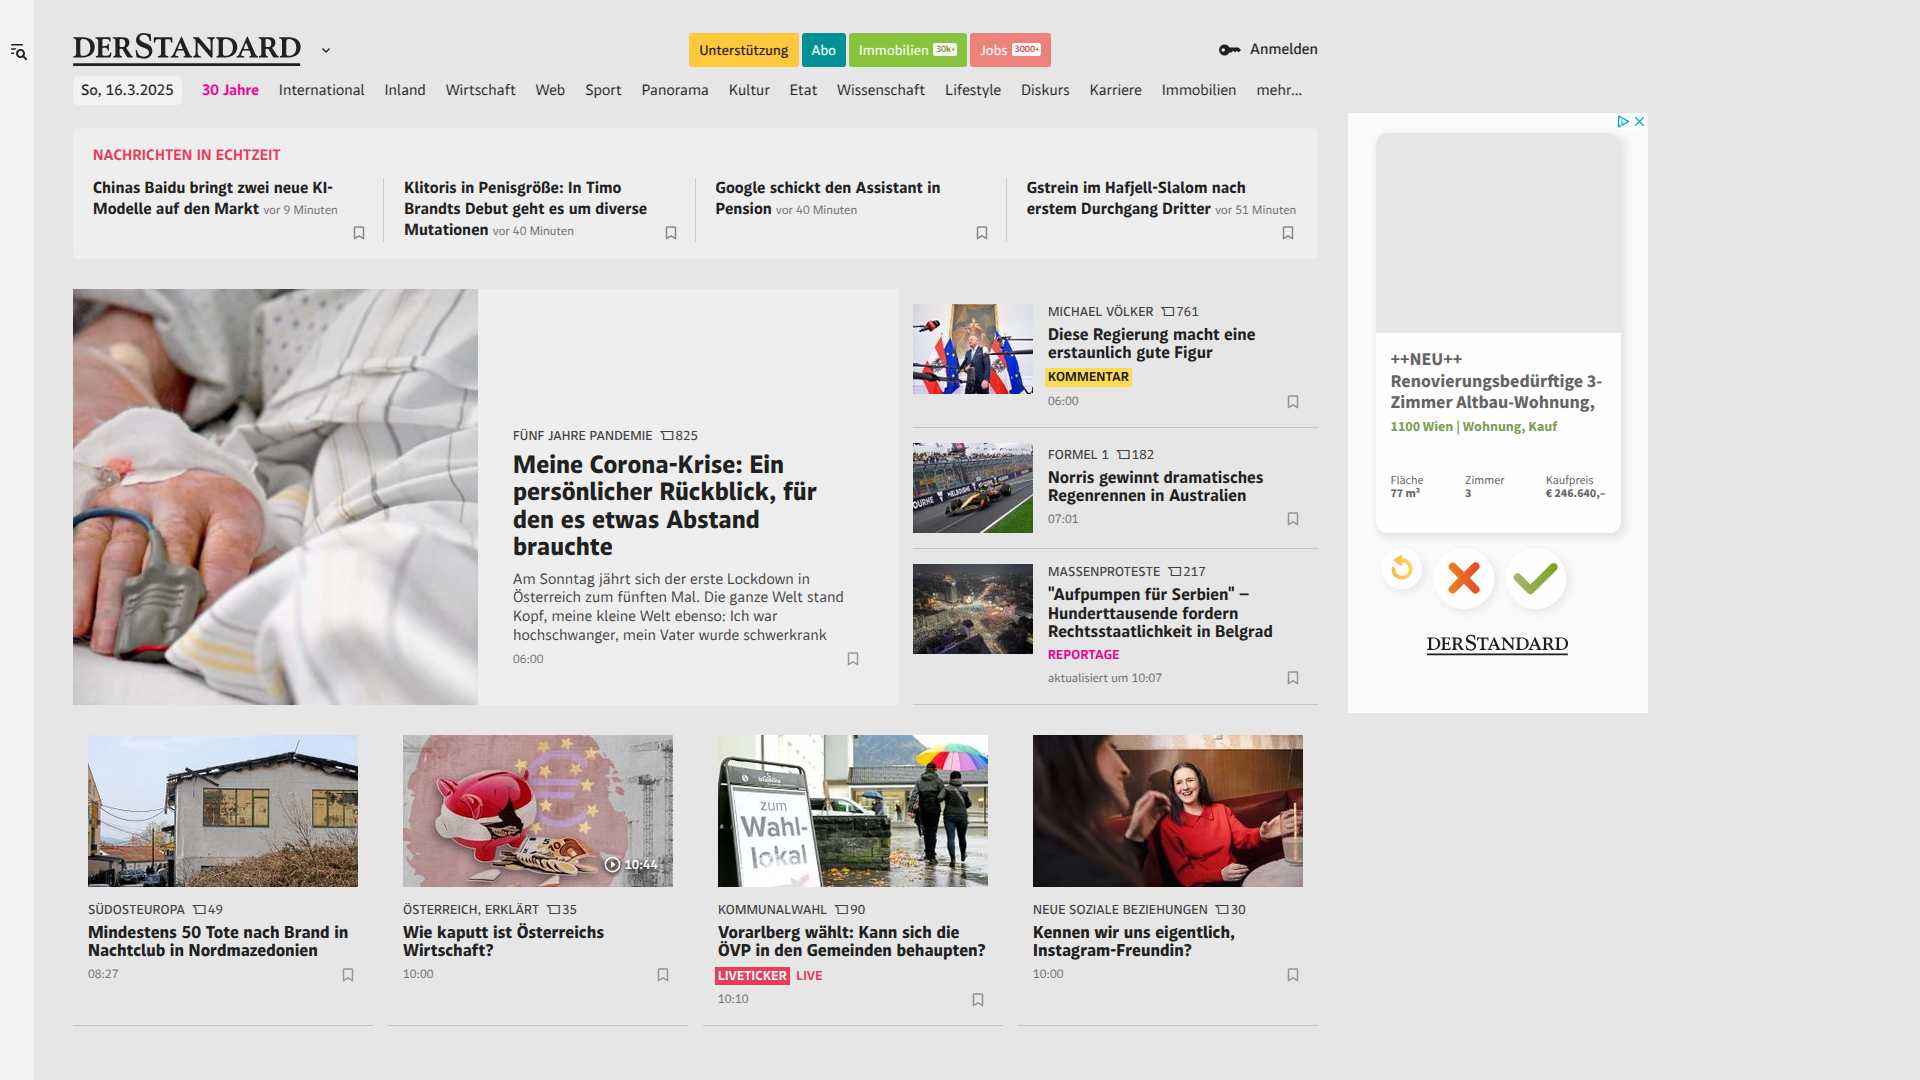 DERSTANDARD
Unterstützung
Abo
Immobilien 30k+
Jobs 3000+
Anmelden
So, 16.3.2025
30 Jahre
International
Inland
Wirtschaft
Web
Sport
Panorama
Kultur
Etat
Wissenschaft
Lifestyle
Diskurs
Karriere
Immobilien
mehr...
NACHRICHTEN IN ECHTZEIT
Chinas Baidu bringt zwei neue KI-
Modelle auf den Markt vor 9 Minuten
Klitoris in Penisgröße: In Timo
Brandts Debut geht es um diverse
Mutationen vor 40 Minuten
Google schickt den Assistant in
Pension vor 40 Minuten
Gstrein im Hafjell-Slalom nach
erstem Durchgang Dritter vor 51 Minuten
FÜNF JAHRE PANDEMIE 825
Meine Corona-Krise: Ein
persönlicher Rückblick, für
den es etwas Abstand
brauchte
Am Sonntag jährt sich der erste Lockdown in
Österreich zum fünften Mal. Die ganze Welt stand
Kopf, meine kleine Welt ebenso: Ich war
hochschwanger, mein Vater wurde schwerkrank
06:00
MICHAEL VÖLKER 761
Diese Regierung macht eine
erstaunlich gute Figur
KOMMENTAR
06:00
FORMEL 1 182
Norris gewinnt dramatisches
Regenrennen in Australien
07:01
MASSENPROTESTE 217
"Aufpumpen für Serbien" –
Hunderttausende fordern
Rechtsstaatlichkeit in Belgrad
REPORTAGE
aktualisiert um 10:07
++NEU++
Renovierungsbedürftige 3-
Zimmer Altbau-Wohnung,
1100 Wien | Wohnung, Kauf
Fläche
77 m²
Zimmer
3
Kaufpreis
€ 246.640,-
DERSTANDARD
SÜDOSTEUROPA 49
Mindestens 50 Tote nach Brand in
Nachtclub in Nordmazedonien
08:27
10:44
ÖSTERREICH, ERKLÄRT 35
Wie kaputt ist Österreichs
Wirtschaft?
10:00
zum
Wahl-
lokal
KOMMUNALWAHL 90
Vorarlberg wählt: Kann sich die
ÖVP in den Gemeinden behaupten?
LIVETICKER LIVE
10:10
NEUE SOZIALE BEZIEHUNGEN 30
Kennen wir uns eigentlich,
Instagram-Freundin?
10:00